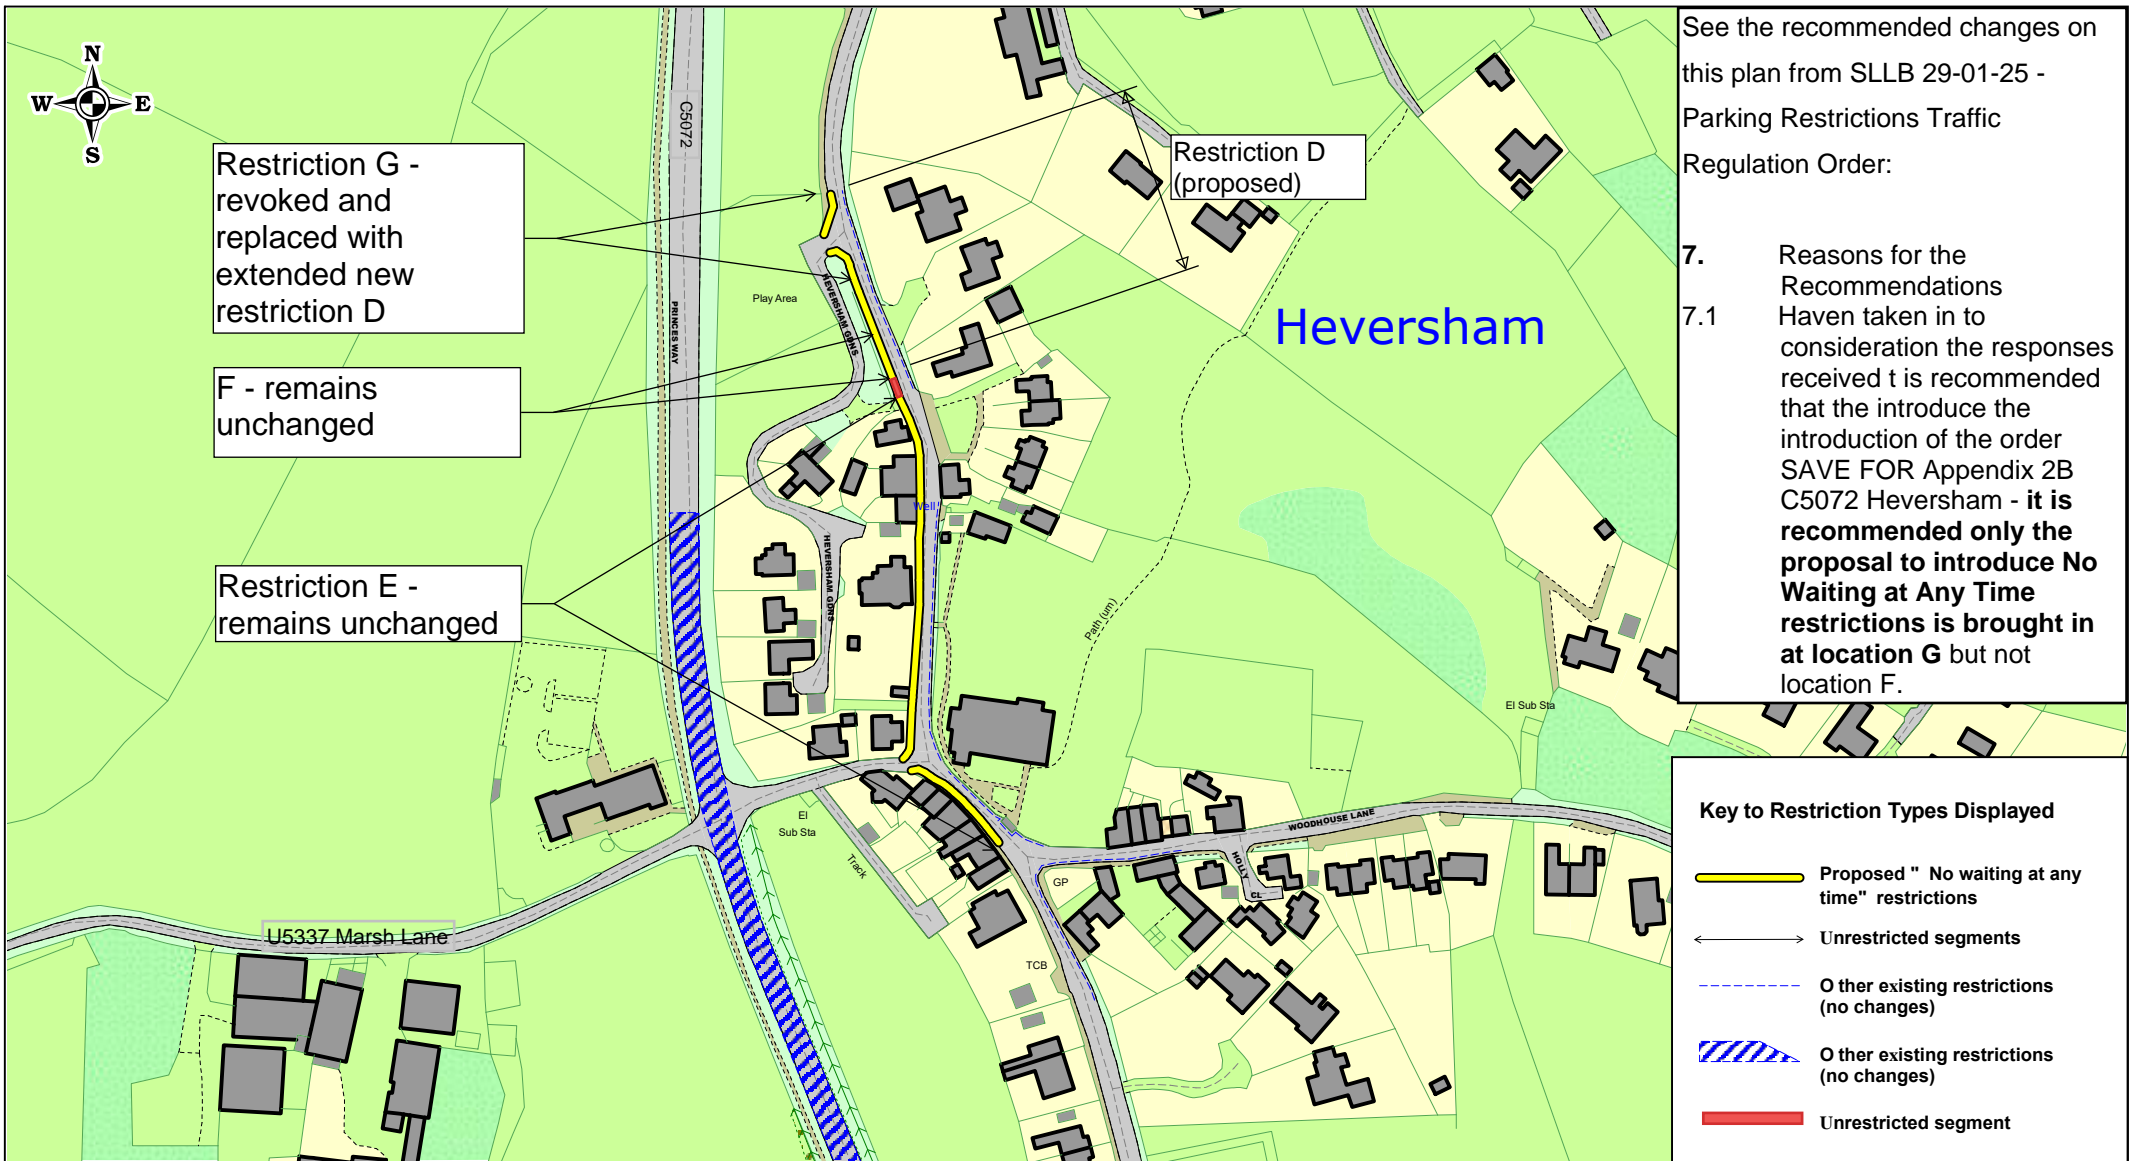 N
W E
S
C5072
Restriction G -
revoked and
replaced with
extended new
restriction D
F - remains
unchanged
Restriction E -
remains unchanged
Restriction D
(proposed)
Heversham
Play Area
PRINCES WAY
HEVERSHAM GDNS
Well
HEVERSHAM GDNS
Path (um)
El Sub Sta
El
Sub Sta
Track
WOODHOUSE LANE
HOLLY
CL
GP
TCB
U5337 Marsh Lane
See the recommended changes on
this plan from SLLB 29-01-25 -
Parking Restrictions Traffic
Regulation Order:
7. Reasons for the
Recommendations
7.1 Haven taken in to
consideration the responses
received t is recommended
that the introduce the
introduction of the order
SAVE FOR Appendix 2B
C5072 Heversham - it is
recommended only the
proposal to introduce No
Waiting at Any Time
restrictions is brought in
at location G but not
location F.
Key to Restriction Types Displayed
Proposed " No waiting at any
time" restrictions
Unrestricted segments
O ther existing restrictions
(no changes)
O ther existing restrictions
(no changes)
Unrestricted segment